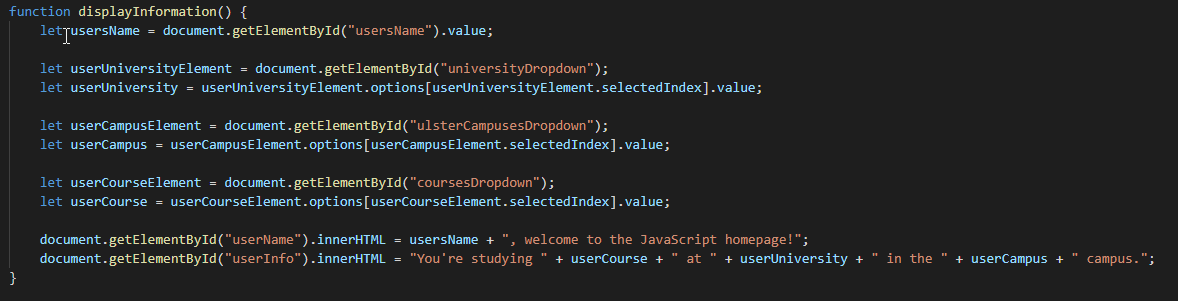 function displayInformation() {
    let usersName = document.getElementById("usersName").value;

    let userUniversityElement = document.getElementById("universityDropdown");
    let userUniversity = userUniversityElement.options[userUniversityElement.selectedIndex].value;

    let userCampusElement = document.getElementById("ulsterCampusesDropdown");
    let userCampus = userCampusElement.options[userCampusElement.selectedIndex].value;

    let userCourseElement = document.getElementById("coursesDropdown");
    let userCourse = userCourseElement.options[userCourseElement.selectedIndex].value;

    document.getElementById("userName").innerHTML = usersName + ", welcome to the JavaScript homepage!";
    document.getElementById("userInfo").innerHTML = "You're studying " + userCourse + " at " + userUniversity + " in the " + userCampus + " campus.";
}